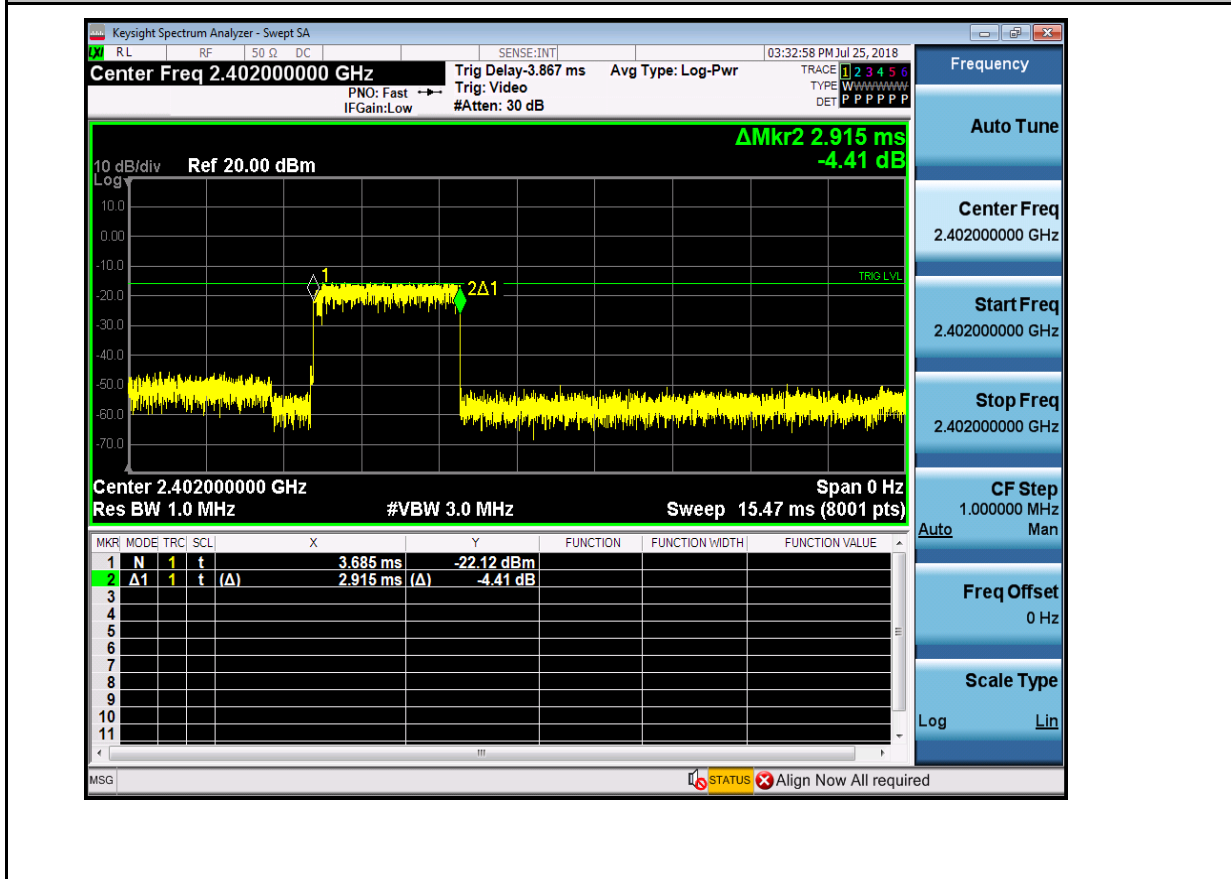 Keysight Spectrum Analyzer - Swept SA
LXI RL RF 50 Ω DC SENSE:INT 03:32:58 PM Jul 25, 2018
Center Freq 2.402000000 GHz Trig Delay-3.867 ms Avg Type: Log-Pwr TRACE 1 2 3 4 5 6
PNO: Fast Trig: Video TYPE WWWWWW
IFGain:Low #Atten: 30 dB DET P P P P P P
ΔMkr2 2.915 ms
-4.41 dB
10 dB/div Ref 20.00 dBm
Log
10.0
0.00
-10.0
-20.0
-30.0
-40.0
-50.0
-60.0
-70.0
1
2Δ1
TRIG LVL
Center 2.402000000 GHz Span 0 Hz
Res BW 1.0 MHz #VBW 3.0 MHz Sweep 15.47 ms (8001 pts)
MKR MODE TRC SCL X Y FUNCTION FUNCTION WIDTH FUNCTION VALUE
1 N 1 t 3.685 ms -22.12 dBm
2 Δ1 1 t (Δ) 2.915 ms (Δ) -4.41 dB
3
4
5
6
7
8
9
10
11
MSG STATUS Align Now All required
Frequency
Auto Tune
Center Freq
2.402000000 GHz
Start Freq
2.402000000 GHz
Stop Freq
2.402000000 GHz
CF Step
1.000000 MHz
Auto Man
Freq Offset
0 Hz
Scale Type
Log Lin